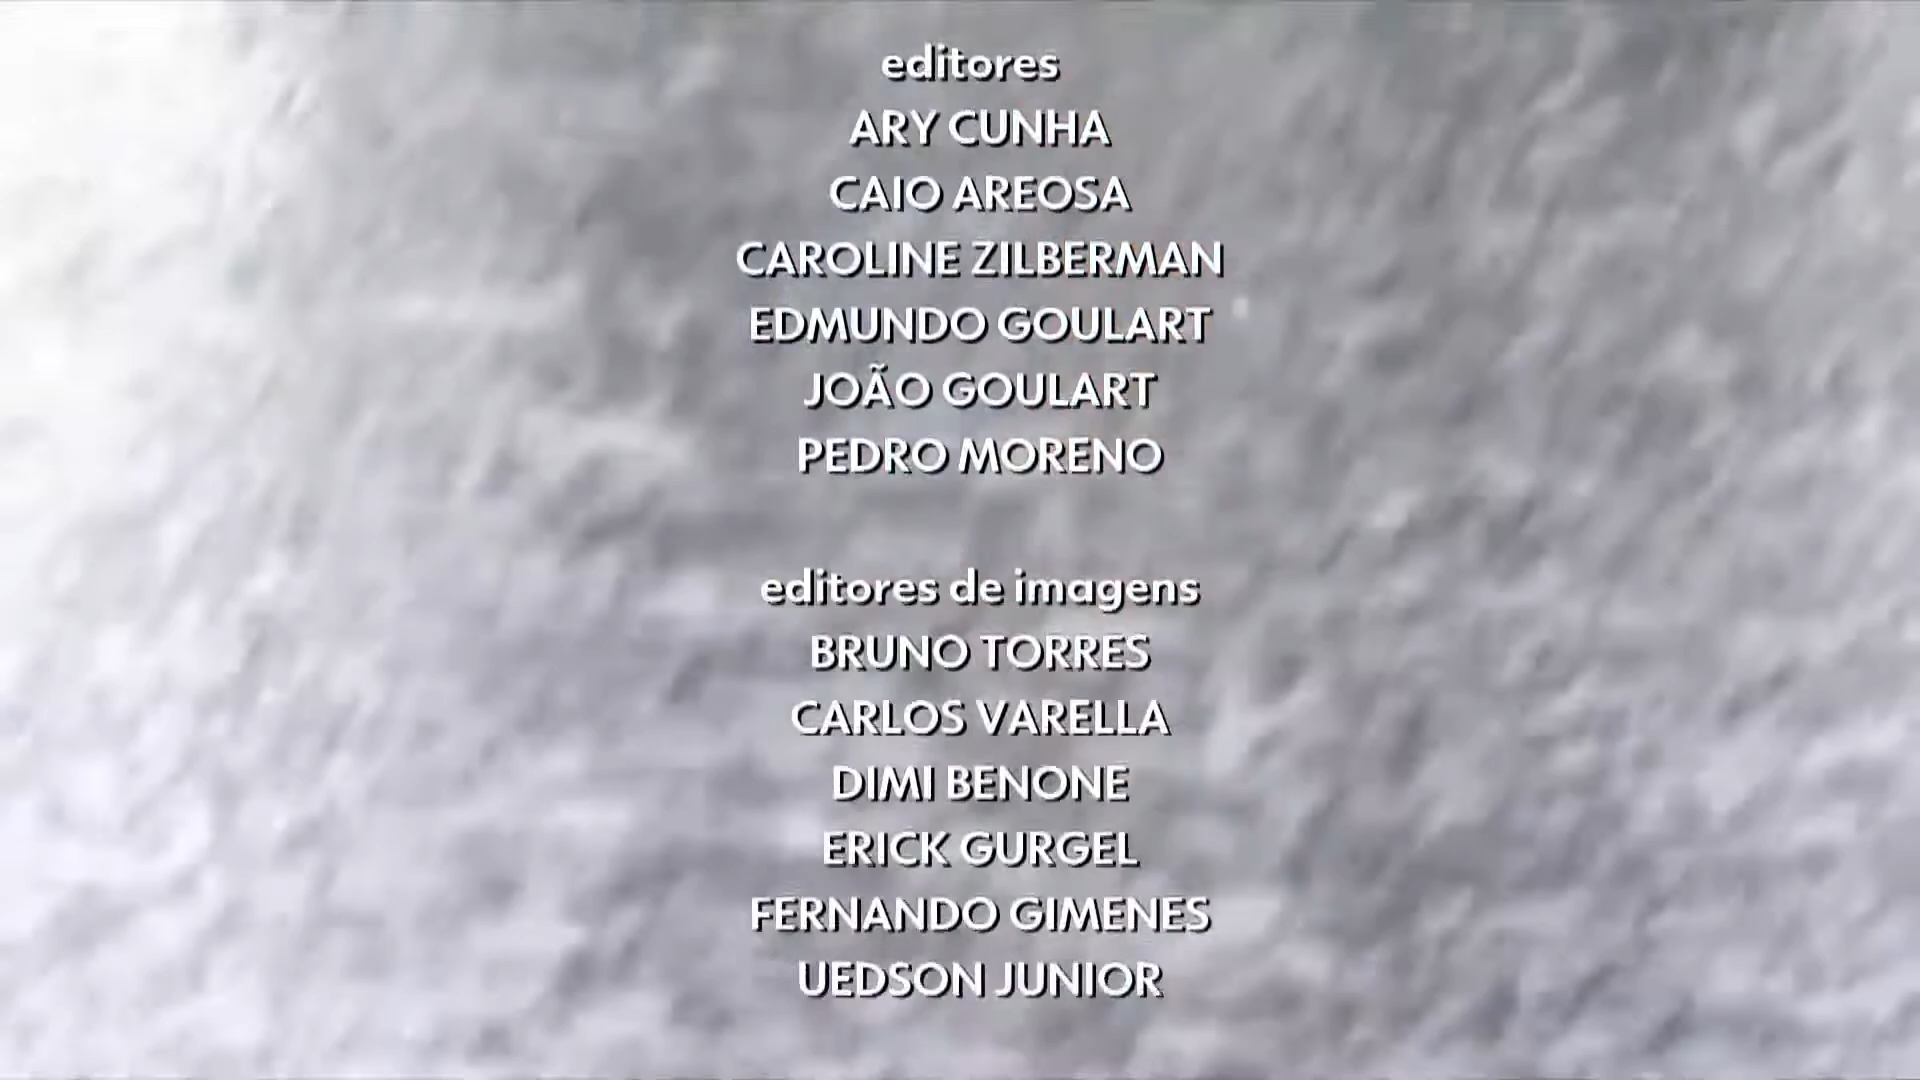 editores
ARY CUNHA
CAIO AREOSA
CAROLINE ZILBERMAN
EDMUNDO GOULART
JOÃO GOULART
PEDRO MORENO
editores de imagens
BRUNO TORRES
CARLOS VARELLA
DIMI BENONE
ERICK GURGEL
FERNANDO GIMENES
UEDSON JUNIOR